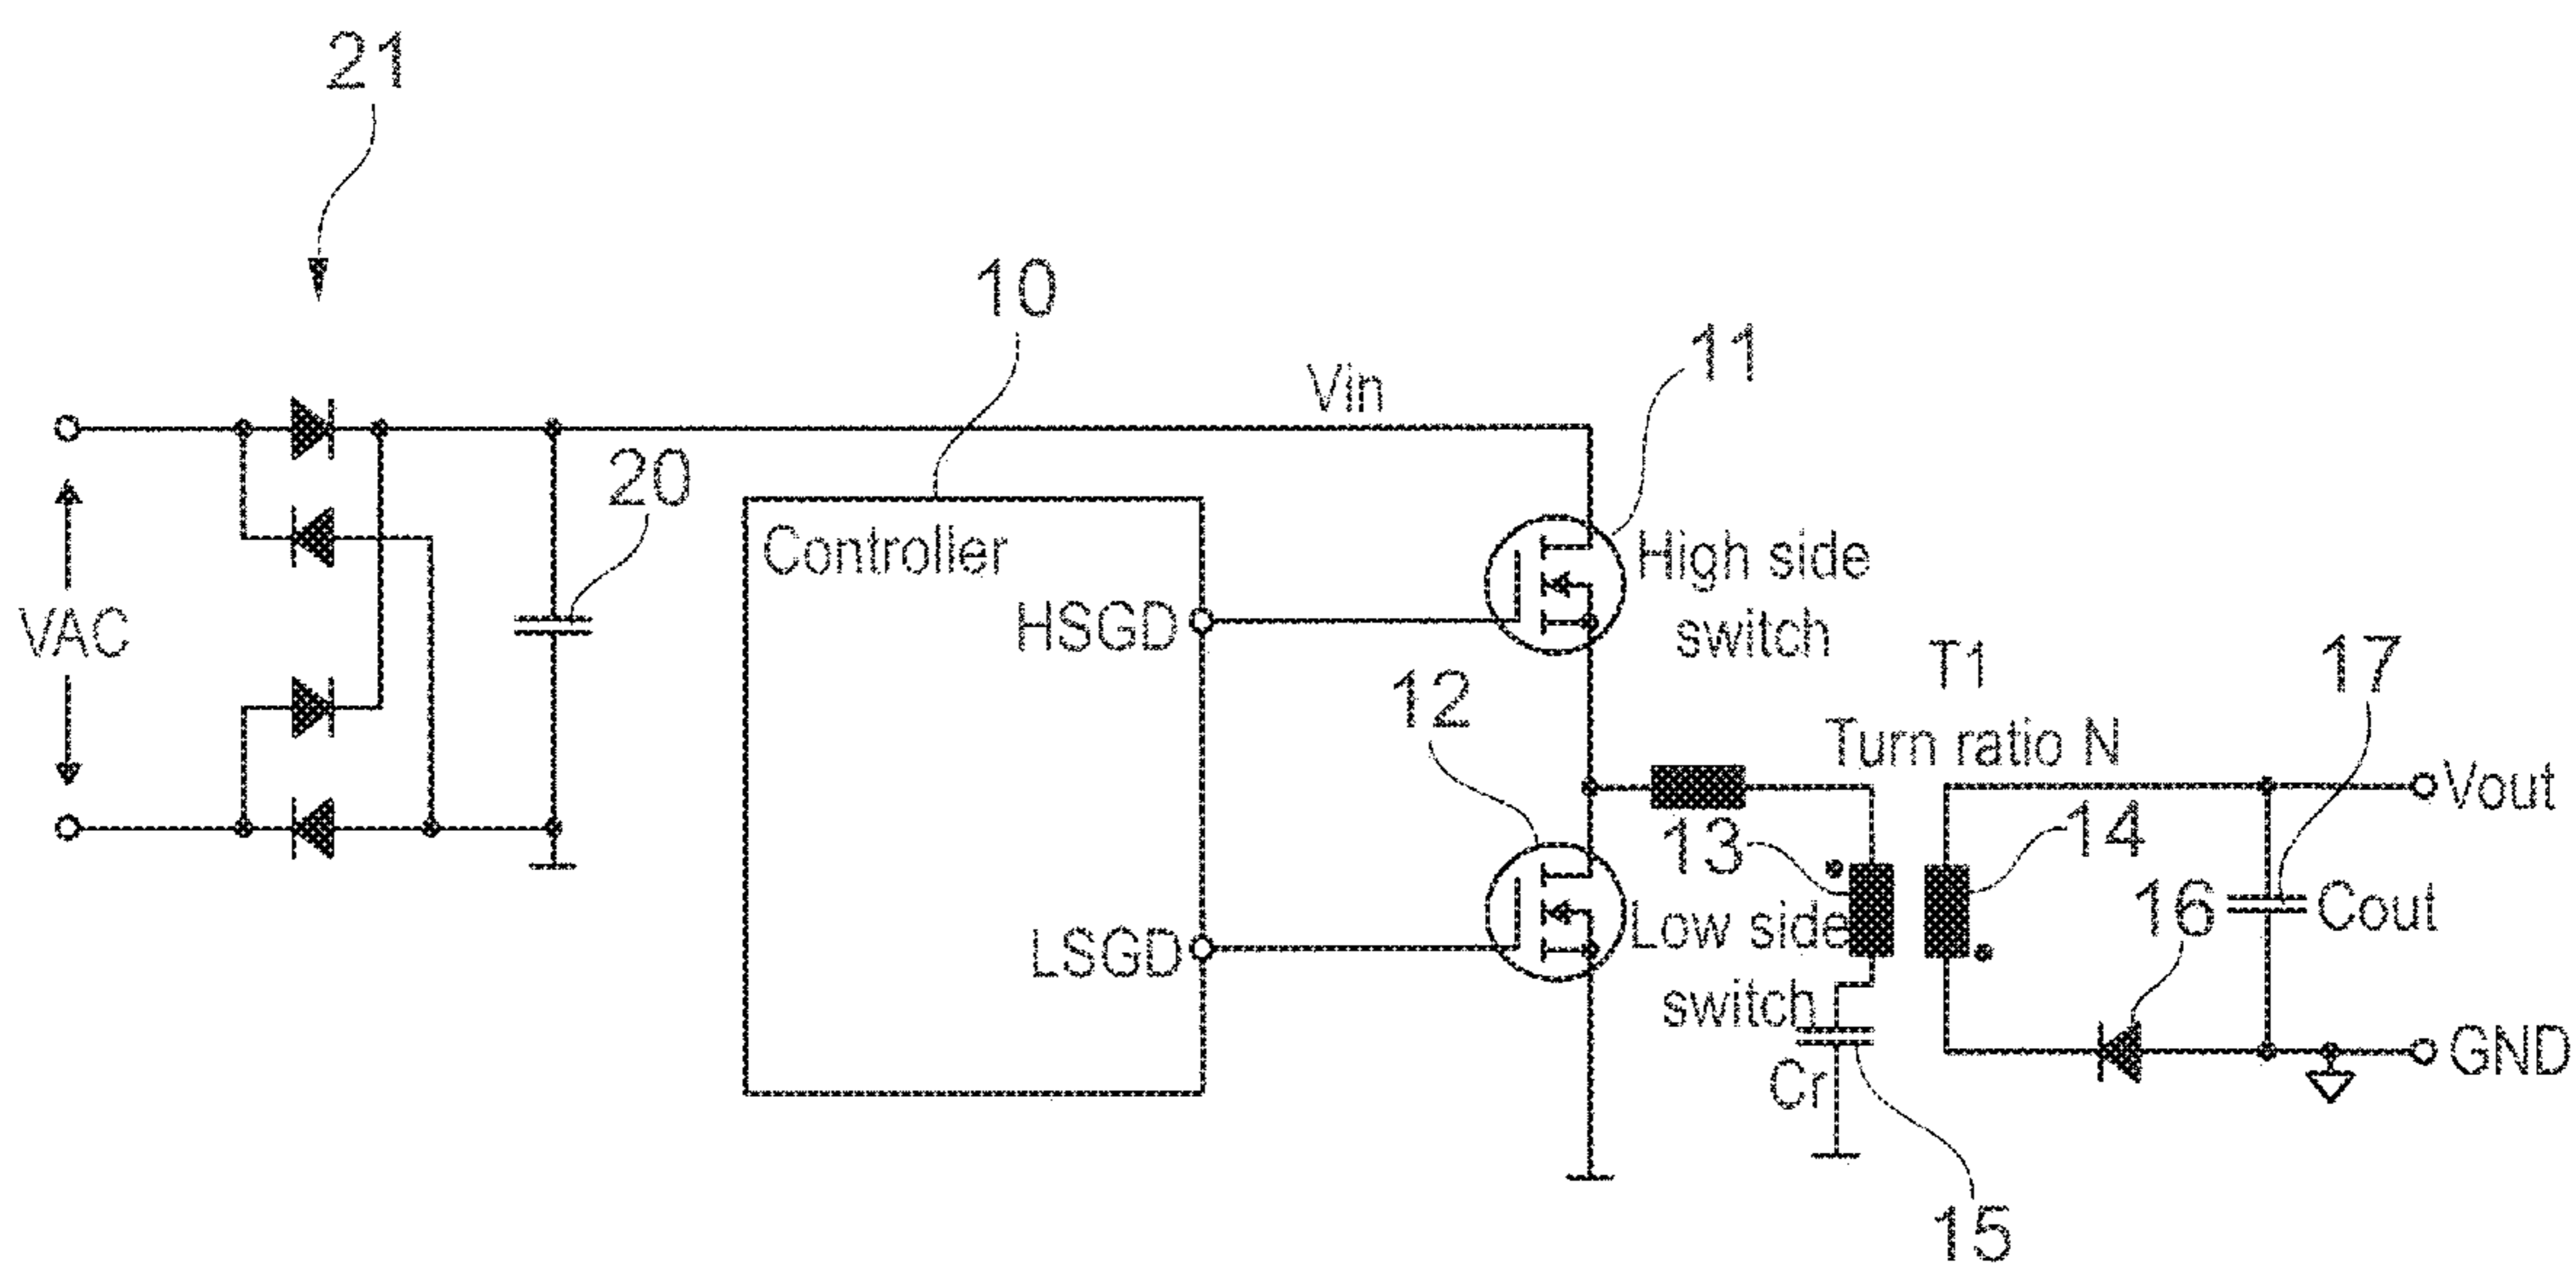 21
10
11
Vin
20
Controller
High side
switch
HSGD
VAC
T1
17
12
Turn ratio N
Vout
13
14
16
Cout
Low side
switch
LSGD
GND
Cr
15